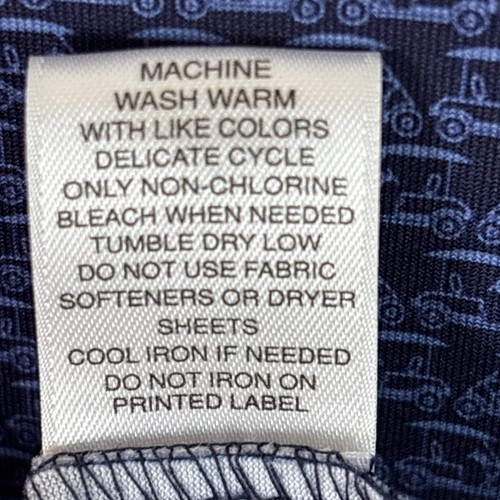 MACHINE
WASH WARM
WITH LIKE COLORS
DELICATE CYCLE
ONLY NON-CHLORINE
BLEACH WHEN NEEDED
TUMBLE DRY LOW
DO NOT USE FABRIC
SOFTENERS OR DRYER
SHEETS
COOL IRON IF NEEDED
DO NOT IRON ON
PRINTED LABEL